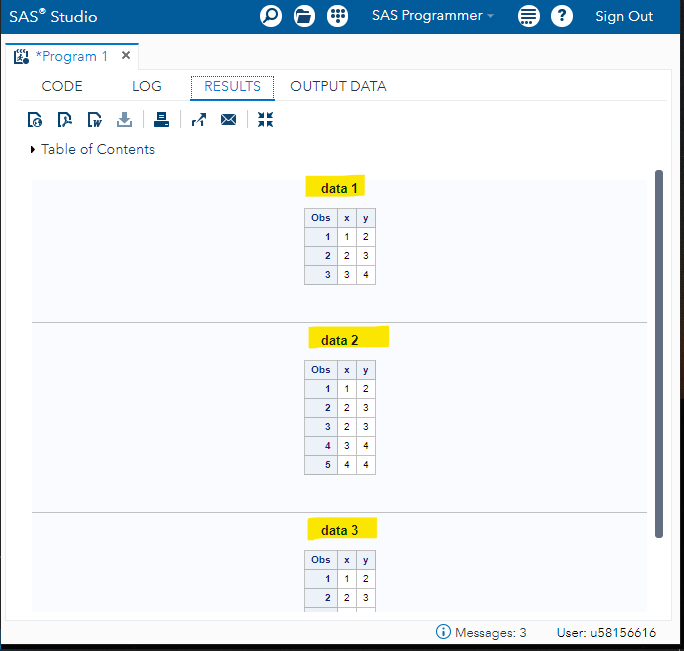 SAS® Studio SAS Programmer Sign Out
*Program 1
CODE LOG RESULTS OUTPUT DATA
Table of Contents
data 1
Obs x y
1 1 2
2 2 3
3 3 4
data 2
Obs x y
1 1 2
2 2 3
3 2 3
4 3 4
5 4 4
data 3
Obs x y
1 1 2
2 2 3
Messages: 3 User: u58156616